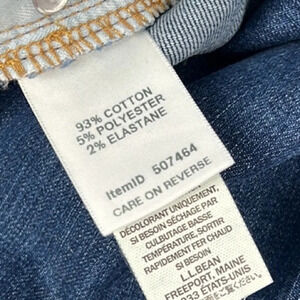 93% COTTON
5% POLYESTER
2% ELASTANE
ItemID 507464
CARE ON REVERSE
DÉCOLORANT UNIQUEMENT,
SI BESOIN SÉCHAGE PAR
CULBUTAGE BASSE
TEMPÉRATURE, SORTIR
RAPIDEMENT FER CHAUD
SI BESOIN
L.L.BEAN
FREEPORT, MAINE
ÉTATS-UNIS